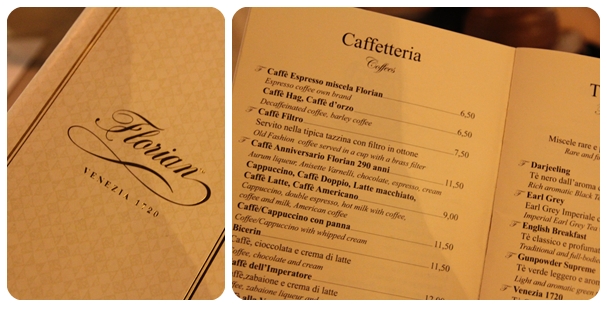 Florian
VENEZIA 1720
Caffetteria
Coffees
Caffè Espresso miscela Florian 6,50
Espresso coffee own brand
Caffè Hag, Caffè d'orzo 6,50
Decaffeinated coffee, barley coffee
Caffè Filtro
Servito nella tipica tazzina con filtro in ottone 7,50
Old Fashion coffee served in a cup with a brass filter
Caffè Anniversario Florian 290 anni 11,50
Aurum liqueur, Anisette Varnelli, chocolate, espresso, cream
Cappuccino, Caffè Doppio, Latte macchiato,
Caffè Latte, Caffè Americano 9,00
Cappuccino, double espresso, hot milk with coffee,
coffee and milk, American coffee
Caffè/Cappuccino con panna 11,50
Coffee/Cappuccino with whipped cream
Bicerin
Caffè, cioccolata e crema di latte 11,50
Coffee, chocolate and cream
Caffè dell'Imperatore
Caffè, zabaione e crema di latte 12,00
zabaione liqueur and
T
Miscele rare e
Rare and
Darjeeling
Tè nero dall'aroma
Rich aromatic Black Te
Earl Grey
Earl Grey Imperiale
Imperial Earl Grey Tea
English Breakfast
Tè classico e profumat
Traditional and full-bodie
Gunpowder Supreme
Tè verde leggero e aro
Light and aromatic green
Venezia 1720